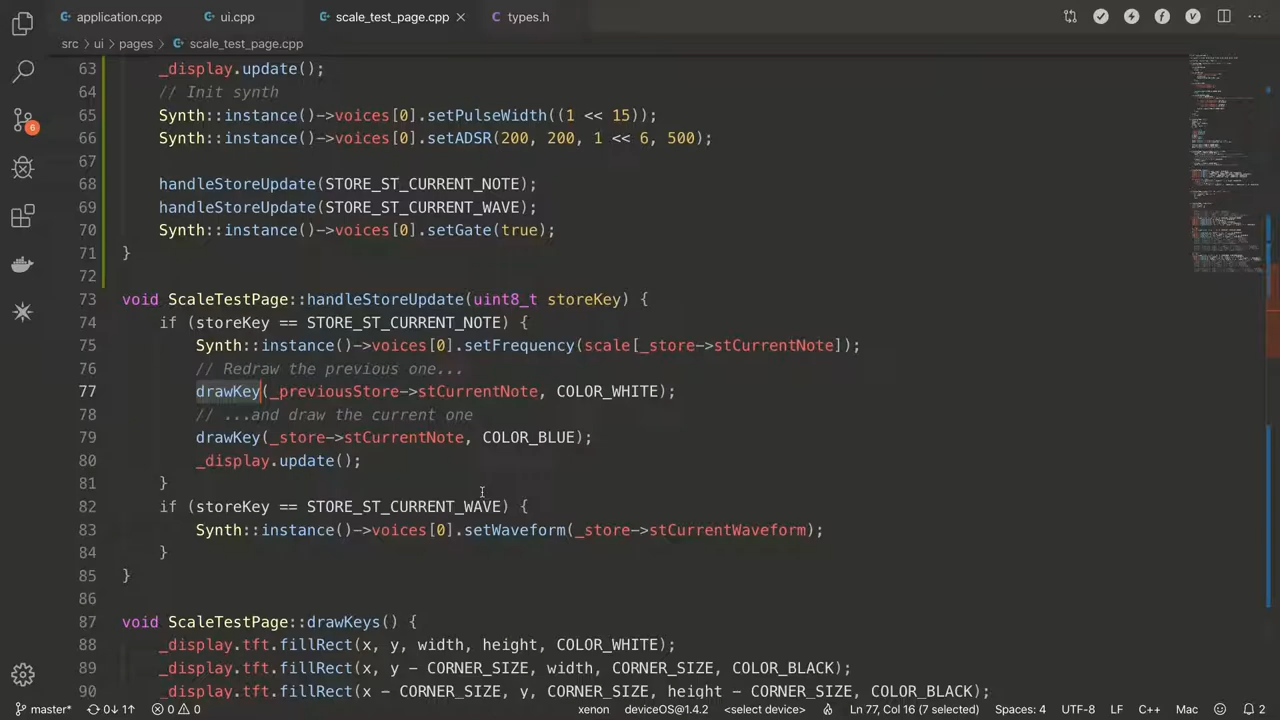 application.cpp ui.cpp scale_test_page.cpp types.h
src ui pages scale_test_page.cpp
63 _display.update();
64 // Init synth
65 Synth::instance()->voices[0].setPulseWidth((1 << 15));
66 Synth::instance()->voices[0].setADSR(200, 200, 1 << 6, 500);
67
68 handleStoreUpdate(STORE_ST_CURRENT_NOTE);
69 handleStoreUpdate(STORE_ST_CURRENT_WAVE);
70 Synth::instance()->voices[0].setGate(true);
71 }
72
73 void ScaleTestPage::handleStoreUpdate(uint8_t storeKey) {
74 if (storeKey == STORE_ST_CURRENT_NOTE) {
75 Synth::instance()->voices[0].setFrequency(scale[_store->stCurrentNote]);
76 // Redraw the previous one...
77 drawKey(_previousStore->stCurrentNote, COLOR_WHITE);
78 // ...and draw the current one
79 drawKey(_store->stCurrentNote, COLOR_BLUE);
80 _display.update();
81 }
82 if (storeKey == STORE_ST_CURRENT_WAVE) {
83 Synth::instance()->voices[0].setWaveform(_store->stCurrentWaveform);
84 }
85 }
86
87 void ScaleTestPage::drawKeys() {
88 _display.tft.fillRect(x, y, width, height, COLOR_WHITE);
89 _display.tft.fillRect(x, y - CORNER_SIZE, width, CORNER_SIZE, COLOR_BLACK);
90 _display.tft.fillRect(x - CORNER_SIZE, y, CORNER_SIZE, height - CORNER_SIZE, COLOR_BLACK);
6
master* 0↓ 1↑ 0 0 xenon deviceOS@1.4.2 <select device> Ln 77, Col 16 (7 selected) Spaces: 4 UTF-8 LF C++ Mac 2